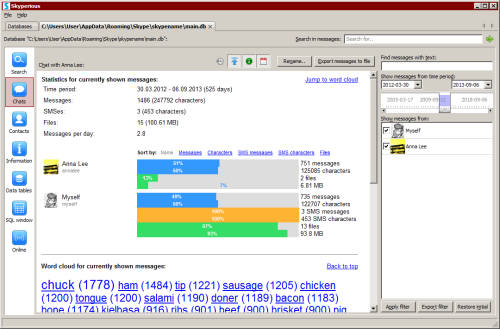 Skyperious
File Help
Databases C:\Users\User\AppData\Roaming\Skype\skypename\main.db
Database "C:\Users\User\AppData\Roaming\Skype\skypename\main.db": Search in messages: Search for...
Search
Chats
Contacts
Information
Data tables
SQL window
Online
Chat with Anna Lee:
Rename... Export messages to file
Statistics for currently shown messages: Jump to word cloud
Time period: 30.03.2012 - 06.09.2013 (525 days)
Messages: 1486 (247792 characters)
SMSes: 3 (453 characters)
Files: 15 (100.61 MB)
Messages per day: 2.8
Sort by: Name Messages Characters SMS messages SMS characters Files
Anna Lee
annalee
51% 751 messages
50% 125085 characters
13% 2 files
7% 6.81 MB
Myself
myself
49% 735 messages
50% 122707 characters
100% 3 SMS messages
100% 453 SMS characters
87% 13 files
93% 93.8 MB
Word cloud for currently shown messages: Back to top
chuck (1778) ham (1484) tip (1221) sausage (1205) chicken
(1200) tongue (1200) salami (1190) doner (1189) bacon (1183)
bone (1174) kielbasa (916) ribs (901) beef (900) brisket (900) pig
Find messages with text:
Show messages from time period:
2012-03-30 2013-09-06
2005-03-17 2009-09 2018-09-06
Show messages from:
Myself
Anna Lee
Apply filter Export filter Restore initial